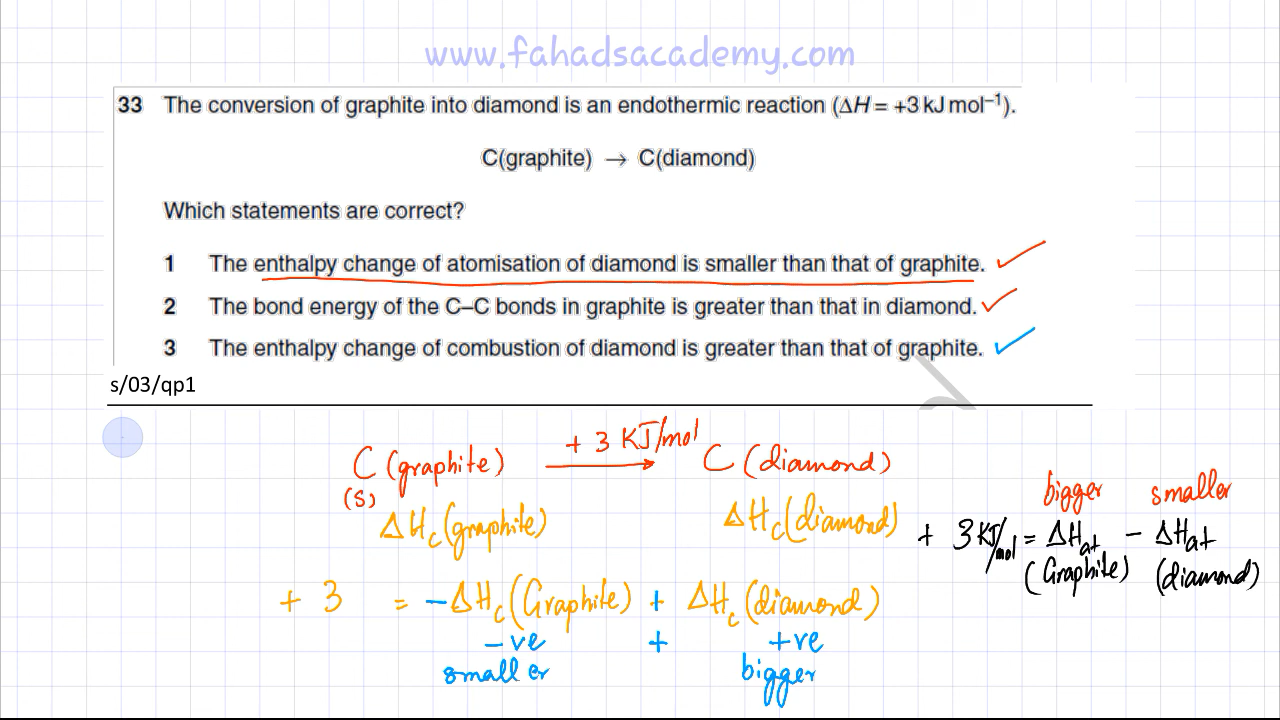 www.fahadsacademy.com
33 The conversion of graphite into diamond is an endothermic reaction (ΔH = +3 kJ mol⁻¹).
C(graphite) → C(diamond)
Which statements are correct?
1 The enthalpy change of atomisation of diamond is smaller than that of graphite. ✓
2 The bond energy of the C–C bonds in graphite is greater than that in diamond. ✓
3 The enthalpy change of combustion of diamond is greater than that of graphite. ✓
s/03/qp1
+ 3 KJ/mol
C (graphite) → C (diamond)
(s)
bigger smaller
ΔHc(graphite) ΔHc(diamond)
+ 3 KJ/mol = ΔHat − ΔHat
(Graphite) (diamond)
+ 3 = −ΔHc(Graphite) + ΔHc(diamond)
−ve + +ve
smaller bigger